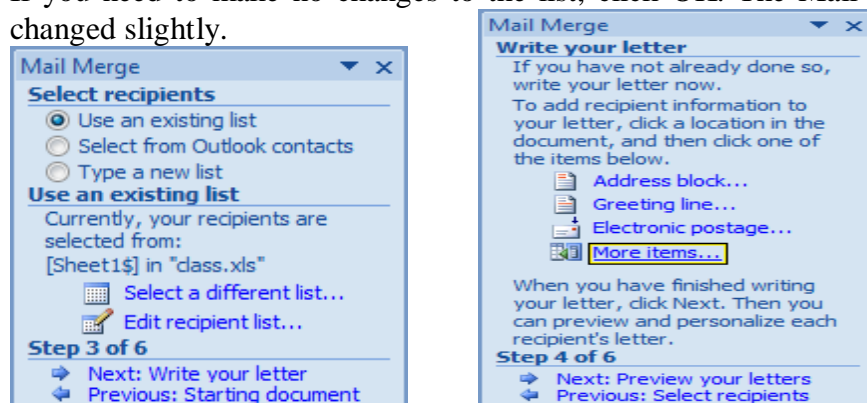 If you need to make no changes to the list, click OK. The Mail
changed slightly.
Mail Merge
Select recipients
Use an existing list
Select from Outlook contacts
Type a new list
Use an existing list
Currently, your recipients are
selected from:
[Sheet1$] in "class.xls"
Select a different list...
Edit recipient list...
Step 3 of 6
Next: Write your letter
Previous: Starting document
Mail Merge
Write your letter
If you have not already done so,
write your letter now.
To add recipient information to
your letter, click a location in the
document, and then click one of
the items below.
Address block...
Greeting line...
Electronic postage...
More items...
When you have finished writing
your letter, click Next. Then you
can preview and personalize each
recipient's letter.
Step 4 of 6
Next: Preview your letters
Previous: Select recipients